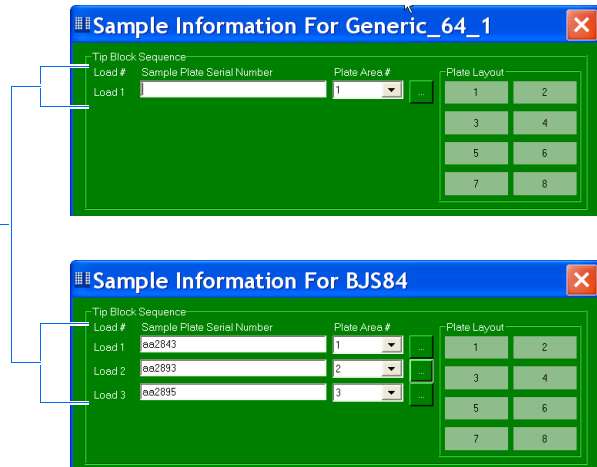 Sample Information For Generic_64_1
Tip Block Sequence
Load # Sample Plate Serial Number Plate Area # Plate Layout
Load 1 1 ... 1 2
3 4
5 6
7 8
Sample Information For BJS84
Tip Block Sequence
Load # Sample Plate Serial Number Plate Area # Plate Layout
Load 1 aa2843 1 ... 1 2
Load 2 aa2893 2 ... 3 4
Load 3 aa2895 3 ... 5 6
7 8